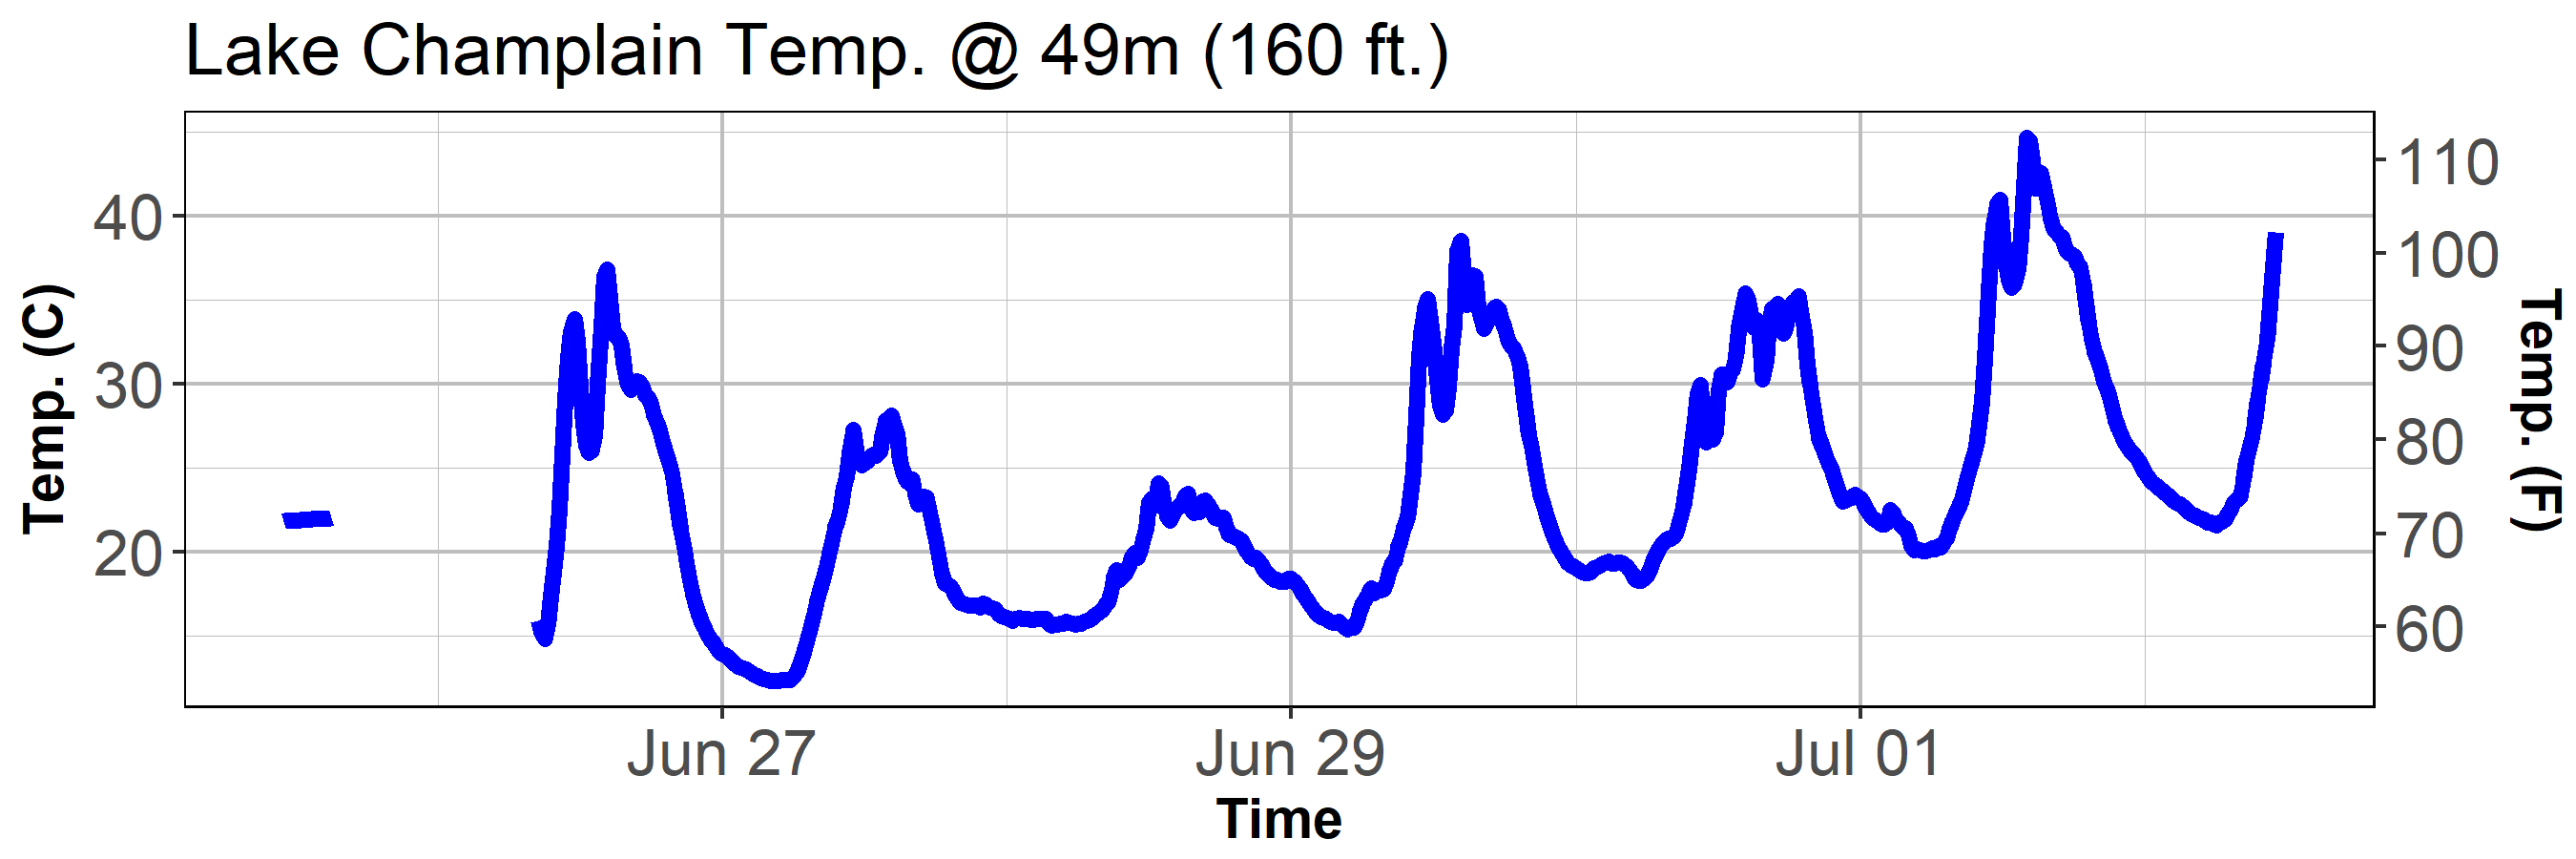 Lake Champlain Temp. @ 49m (160 ft.)
Temp. (C)
40
30
20
110
100
90
80
70
60
Temp. (F)
Jun 27
Jun 29
Jul 01
Time